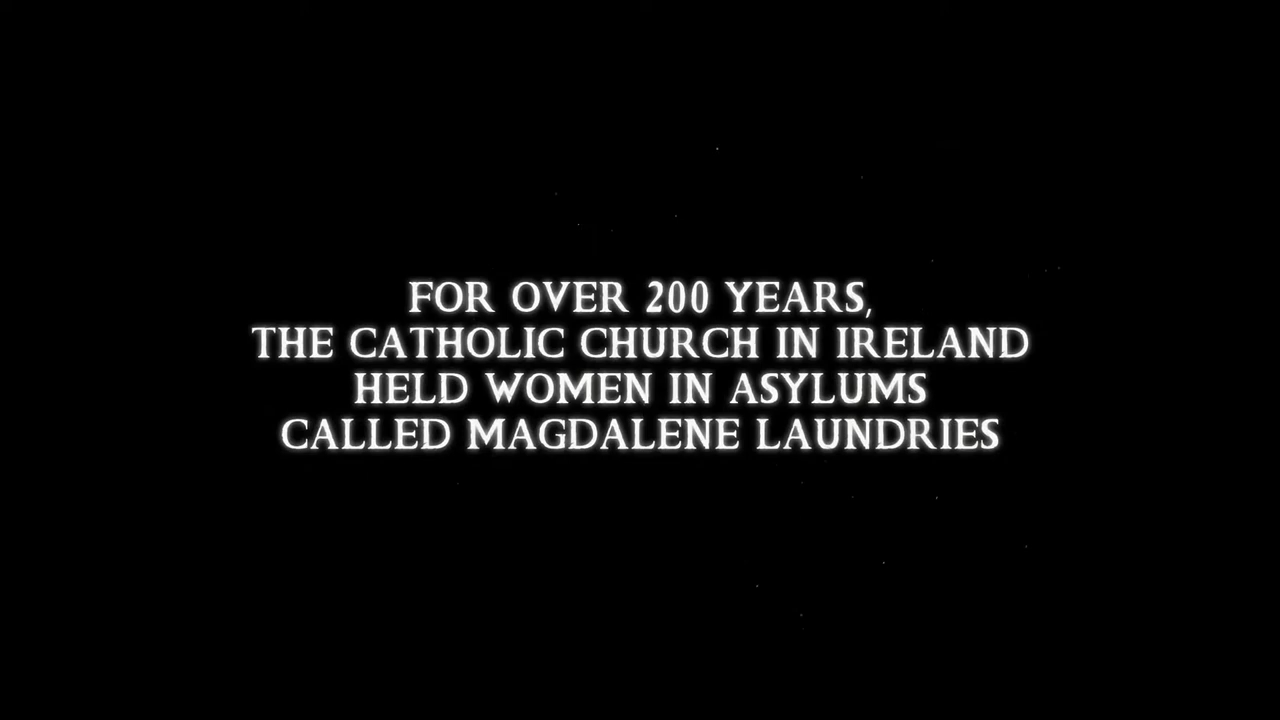 FOR OVER 200 YEARS,
THE CATHOLIC CHURCH IN IRELAND
HELD WOMEN IN ASYLUMS
CALLED MAGDALENE LAUNDRIES